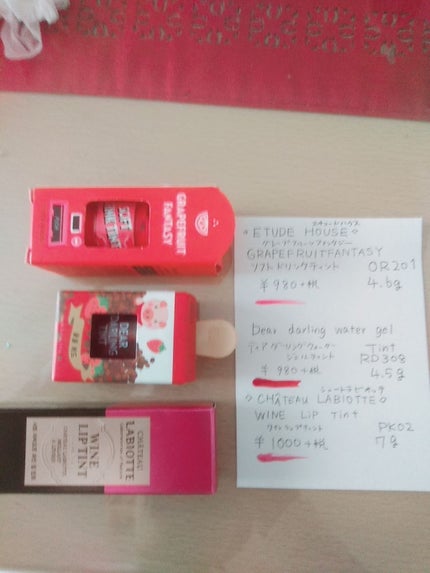 GRAPEFRUIT
FANTASY
DEAR
DARLING
TINT
CHATEAU
LABIOTTE
WINE
LIP TINT
エチュードハウス
◦ ETUDE HOUSE ◦
グレープフルーツファンタジー
GRAPEFRUITFANTASY
ソフトドリンクティント OR201
¥980+税 4.6g
Dear darling water gel
Tint
ディアダーリングウォーター
ジェルティント RD308
¥980+税 4.5g
シャートーラビオッテ
◦ CHÂTEAU LABIOTTE ◦
WINE LIP Tint
ワインリップティント PK02
¥1000+税 7g